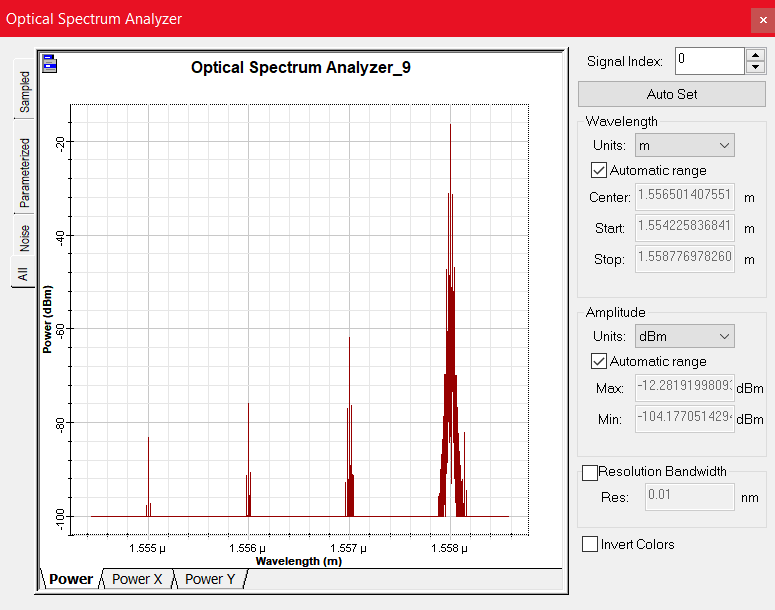 Optical Spectrum Analyzer
×
Optical Spectrum Analyzer_9
Sampled
Parameterized
Noise
All
Power (dBm)
-20
-40
-60
-80
-100
1.555 µ
1.556 µ
1.557 µ
1.558 µ
Wavelength (m)
Power
Power X
Power Y
Signal Index: 0
Auto Set
Wavelength
Units: m
Automatic range
Center: 1.556501407551 m
Start: 1.554225836841 m
Stop: 1.558776978260 m
Amplitude
Units: dBm
Automatic range
Max: -12.2819199809 dBm
Min: -104.177051429 dBm
Resolution Bandwidth
Res: 0.01 nm
Invert Colors